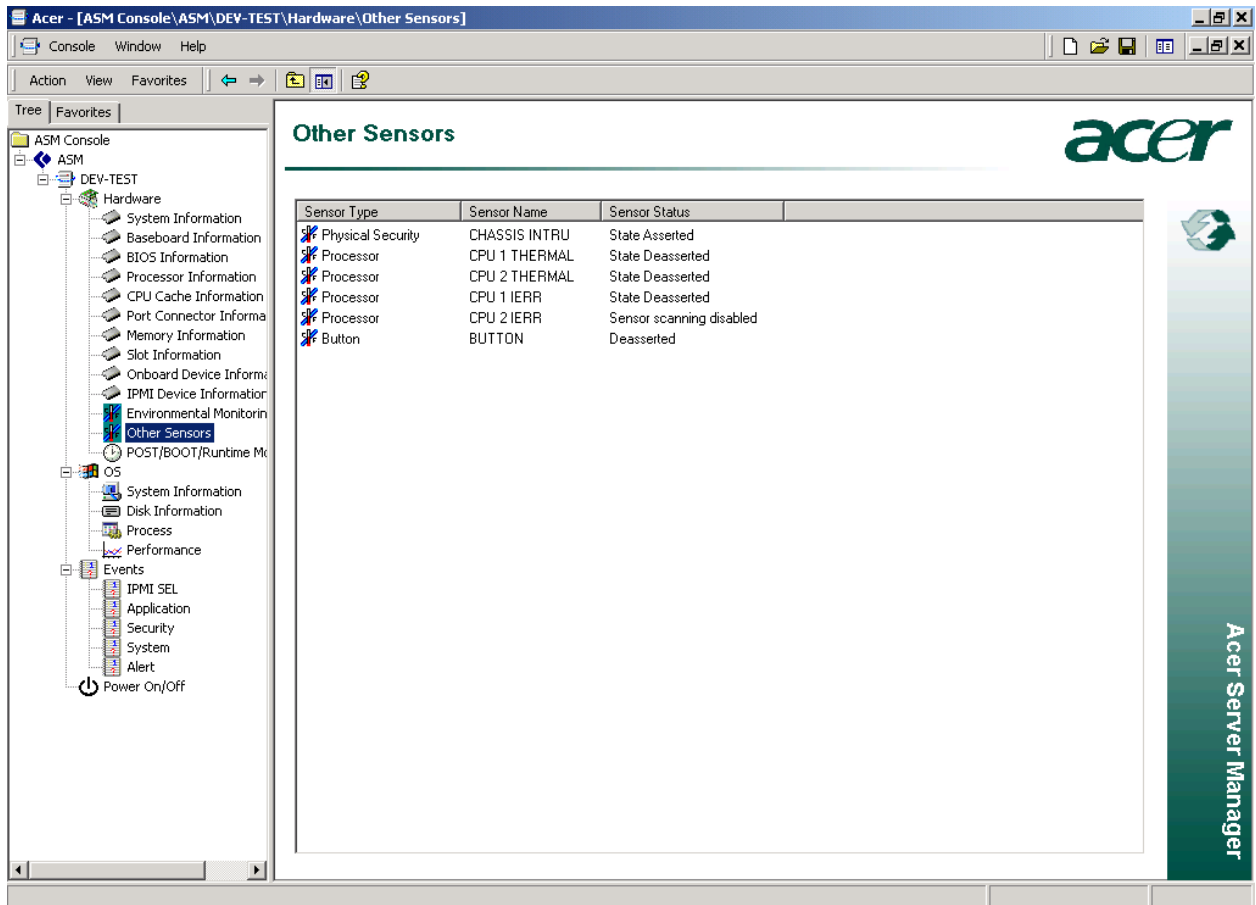 Acer - [ASM Console\ASM\DEV-TEST\Hardware\Other Sensors]
Console Window Help
Action View Favorites
Tree Favorites
ASM Console
ASM
DEV-TEST
Hardware
System Information
Baseboard Information
BIOS Information
Processor Information
CPU Cache Information
Port Connector Informa
Memory Information
Slot Information
Onboard Device Informa
IPMI Device Information
Environmental Monitorin
Other Sensors
POST/BOOT/Runtime Mo
OS
System Information
Disk Information
Process
Performance
Events
IPMI SEL
Application
Security
System
Alert
Power On/Off
Other Sensors
acer
Sensor Type Sensor Name Sensor Status
Physical Security CHASSIS INTRU State Asserted
Processor CPU 1 THERMAL State Deasserted
Processor CPU 2 THERMAL State Deasserted
Processor CPU 1 IERR State Deasserted
Processor CPU 2 IERR Sensor scanning disabled
Button BUTTON Deasserted
Acer Server Manager